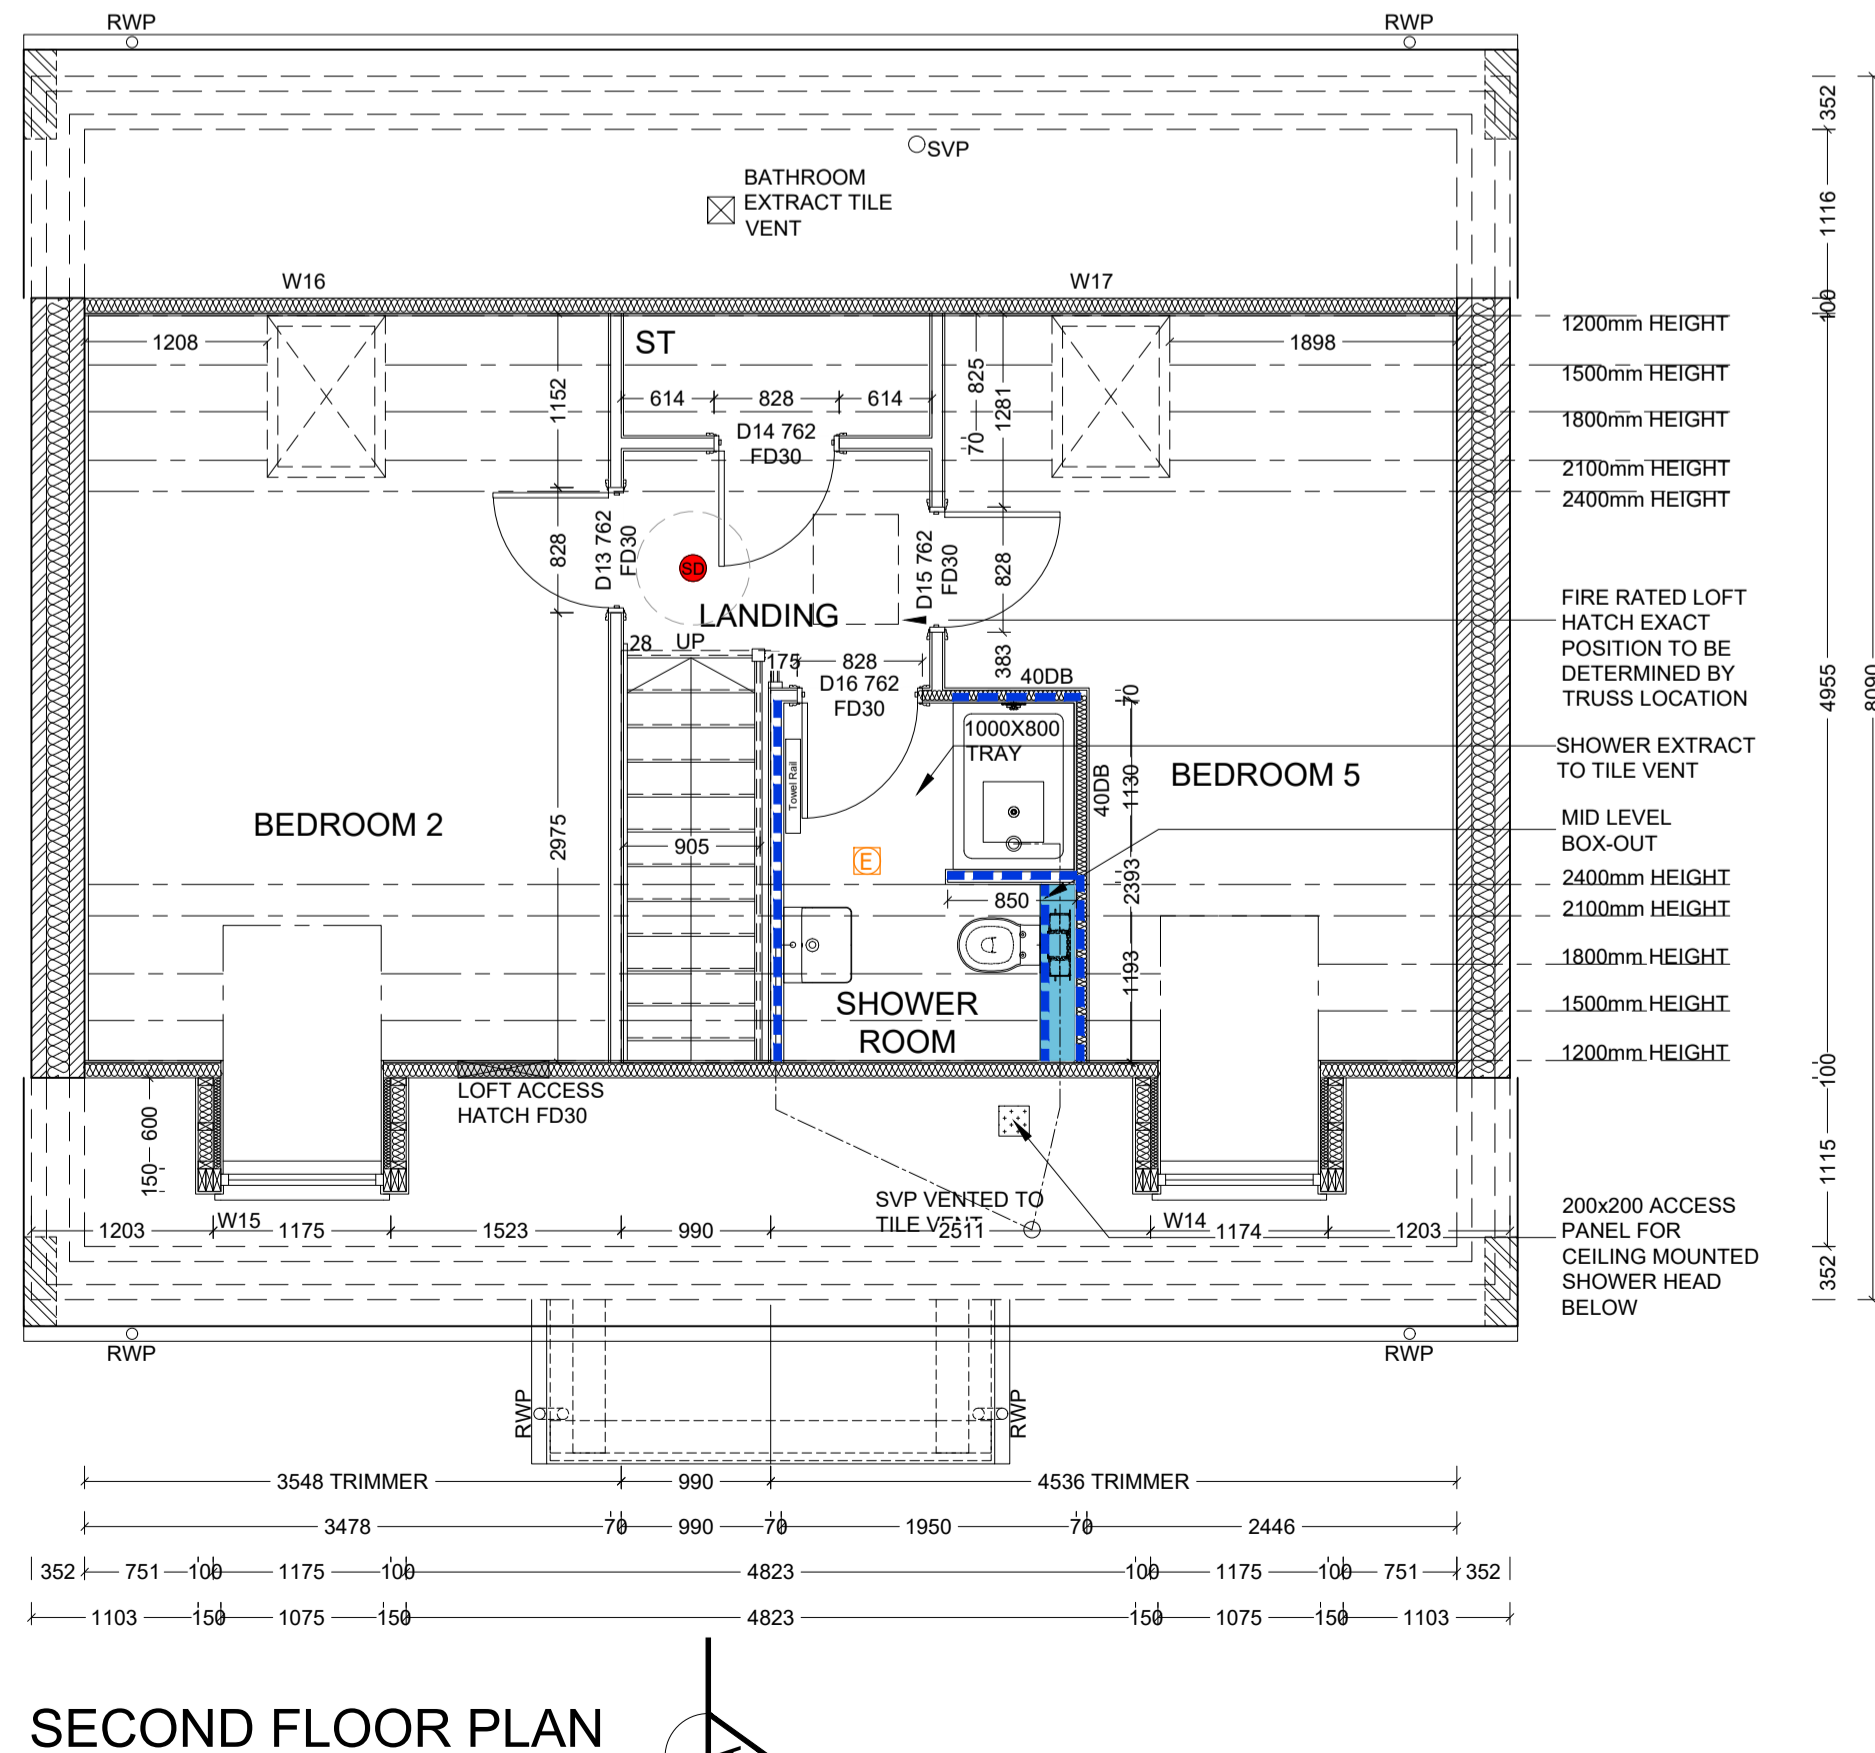 RWP
RWP
SVP
BATHROOM
EXTRACT TILE
VENT
W16
W17
1208
ST
1898
1152
614
828
614
825
1281
70
D14 762
FD30
828
D13 762
FD30
SD
D15 762
FD30
828
LANDING
28
UP
175
828
383
40DB
70
D16 762
FD30
1000X800
TRAY
Towel Rail
40DB
1130
BEDROOM 5
BEDROOM 2
2975
905
E
2393
850
1193
SHOWER
ROOM
LOFT ACCESS
HATCH FD30
600
150
SVP VENTED TO
TILE VENT
1203
W15
1175
1523
990
2511
W14
1174
1203
RWP
RWP
RWP
RWP
1200mm HEIGHT
1500mm HEIGHT
1800mm HEIGHT
2100mm HEIGHT
2400mm HEIGHT
FIRE RATED LOFT
HATCH EXACT
POSITION TO BE
DETERMINED BY
TRUSS LOCATION
SHOWER EXTRACT
TO TILE VENT
MID LEVEL
BOX-OUT
2400mm HEIGHT
2100mm HEIGHT
1800mm HEIGHT
1500mm HEIGHT
1200mm HEIGHT
200x200 ACCESS
PANEL FOR
CEILING MOUNTED
SHOWER HEAD
BELOW
352
1116
100
4955
100
1115
352
8090
3548 TRIMMER
990
4536 TRIMMER
3478
70
990
70
1950
70
2446
352
751
100
1175
100
4823
100
1175
100
751
352
1103
150
1075
150
4823
150
1075
150
1103
SECOND FLOOR PLAN